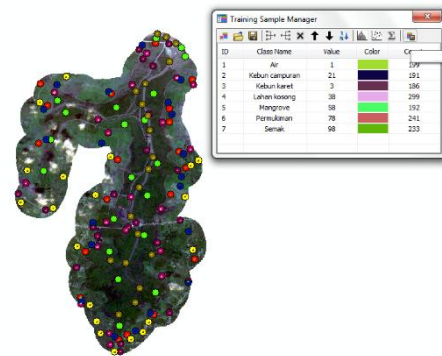 Training Sample Manager
ID Class Name Value Color
1 Air 1 199
2 Kebun campuran 21 191
3 Kebun karet 3 186
4 Lahan kosong 38 299
5 Mangrove 58 192
6 Permukiman 78 241
7 Semak 98 233